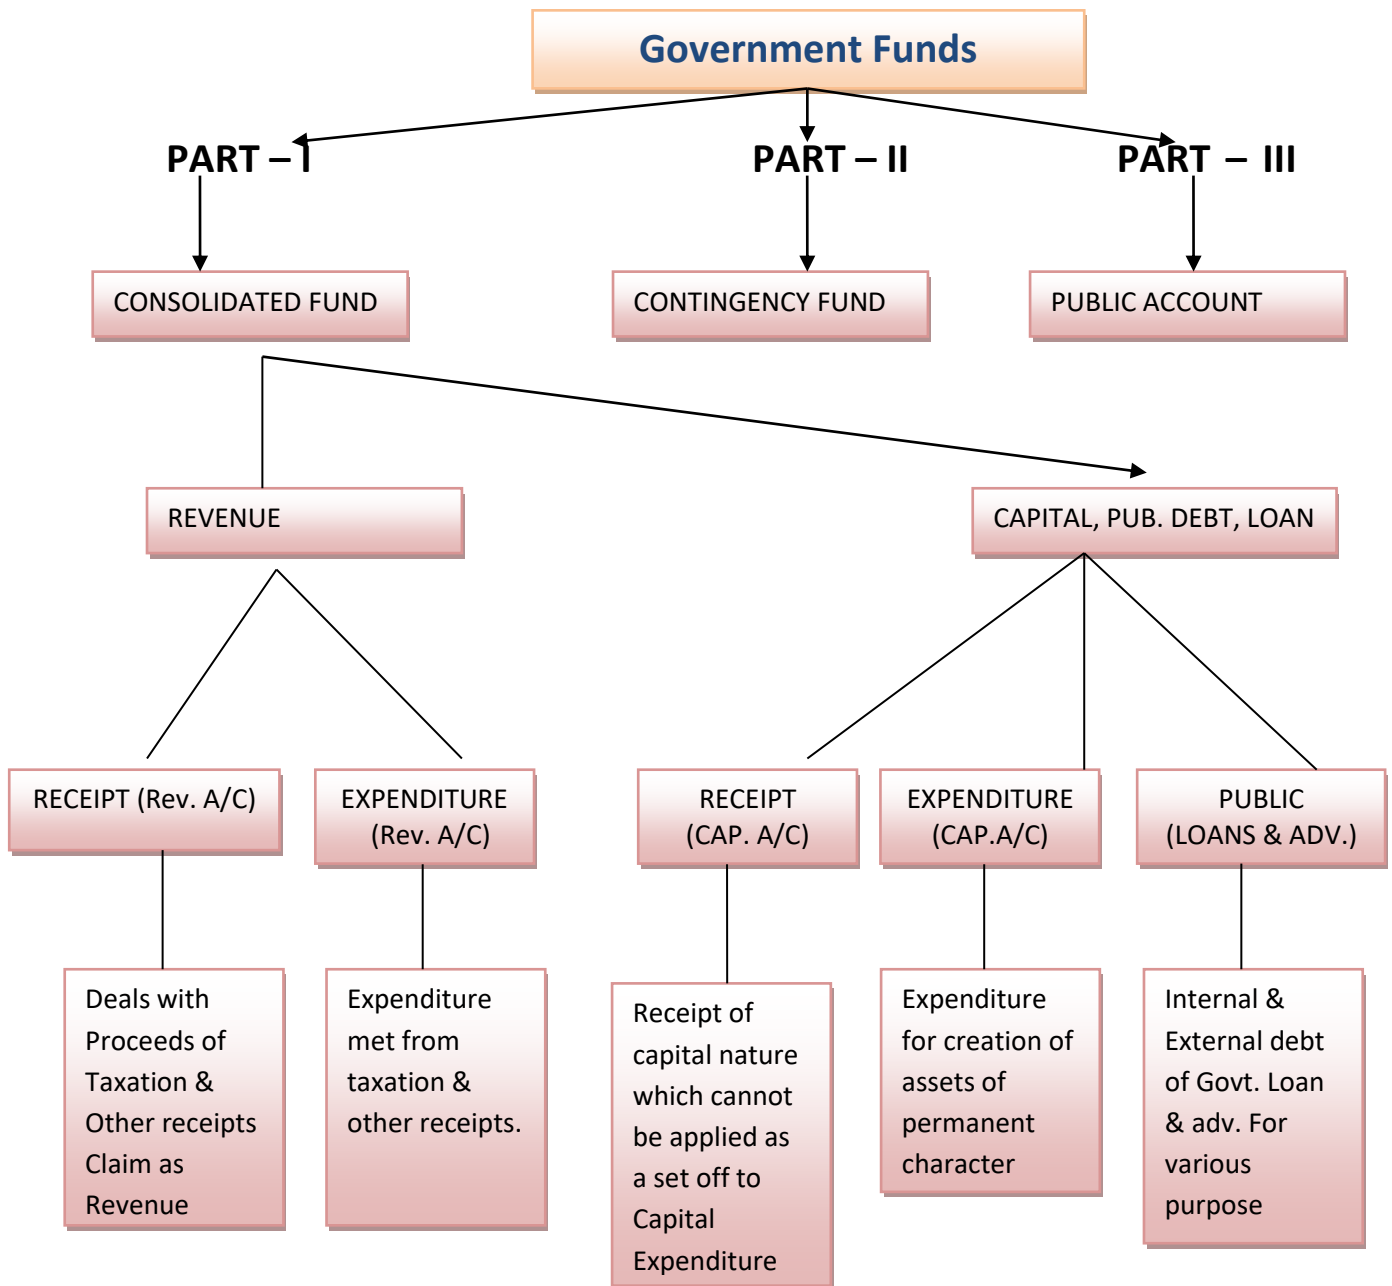 Government Funds
PART – I
PART – II
PART – III
CONSOLIDATED FUND
CONTINGENCY FUND
PUBLIC ACCOUNT
REVENUE
CAPITAL, PUB. DEBT, LOAN
RECEIPT (Rev. A/C)
EXPENDITURE
(Rev. A/C)
RECEIPT
(CAP. A/C)
EXPENDITURE
(CAP.A/C)
PUBLIC
(LOANS & ADV.)
Deals with
Proceeds of
Taxation &
Other receipts
Claim as
Revenue
Expenditure
met from
taxation &
other receipts.
Receipt of
capital nature
which cannot
be applied as
a set off to
Capital
Expenditure
Expenditure
for creation of
assets of
permanent
character
Internal &
External debt
of Govt. Loan
& adv. For
various
purpose